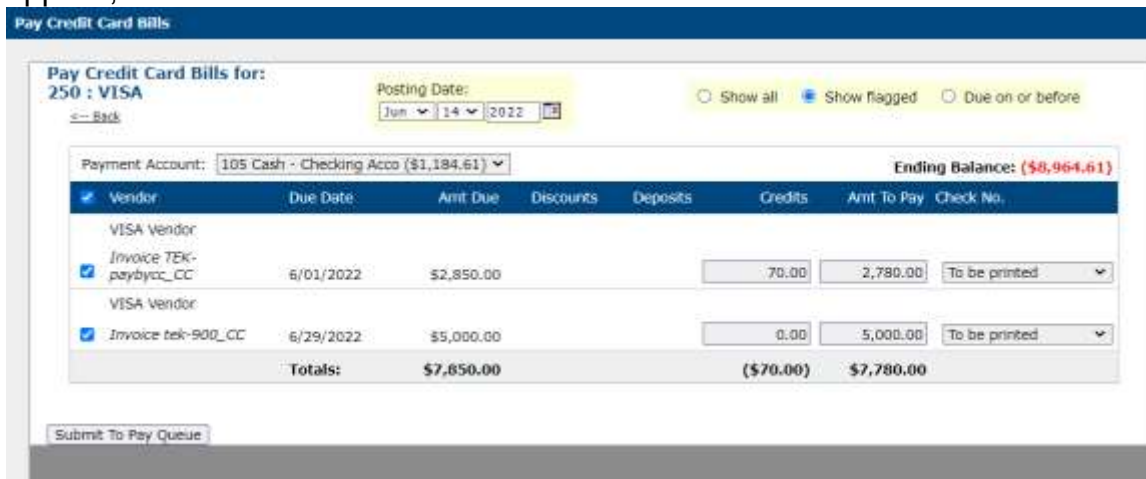 Pay Credit Card Bills
Pay Credit Card Bills for:
250 : VISA
<-- Back
Posting Date:
Jun 14 2022
Show all Show flagged Due on or before
Payment Account: 105 Cash - Checking Acco ($1,184.61)
Ending Balance: ($8,964.61)
Vendor Due Date Amt Due Discounts Deposits Credits Amt To Pay Check No.
VISA Vendor
Invoice TEK-
paybycc_CC 6/01/2022 $2,850.00 70.00 2,780.00 To be printed
VISA Vendor
Invoice tek-900_CC 6/29/2022 $5,000.00 0.00 5,000.00 To be printed
Totals: $7,850.00 ($70.00) $7,780.00
Submit To Pay Queue